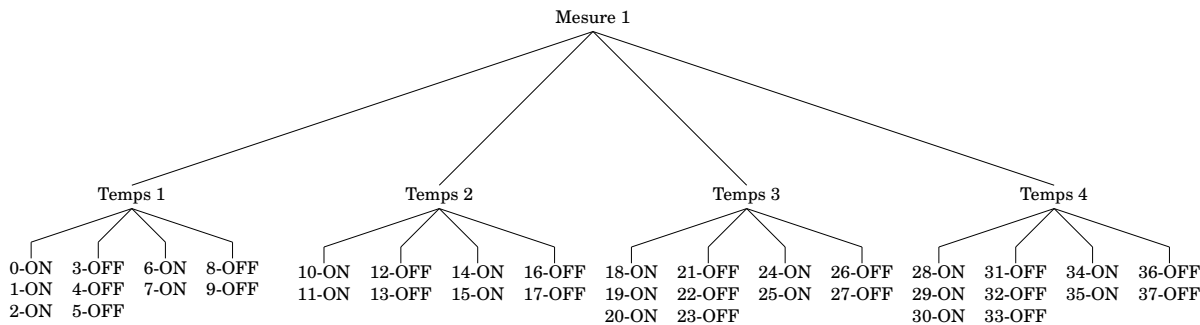 Mesure 1
Temps 1 Temps 2 Temps 3 Temps 4
0-ON 3-OFF 6-ON 8-OFF 10-ON 12-OFF 14-ON 16-OFF 18-ON 21-OFF 24-ON 26-OFF 28-ON 31-OFF 34-ON 36-OFF
1-ON 4-OFF 7-ON 9-OFF 11-ON 13-OFF 15-ON 17-OFF 19-ON 22-OFF 25-ON 27-OFF 29-ON 32-OFF 35-ON 37-OFF
2-ON 5-OFF 20-ON 23-OFF 30-ON 33-OFF